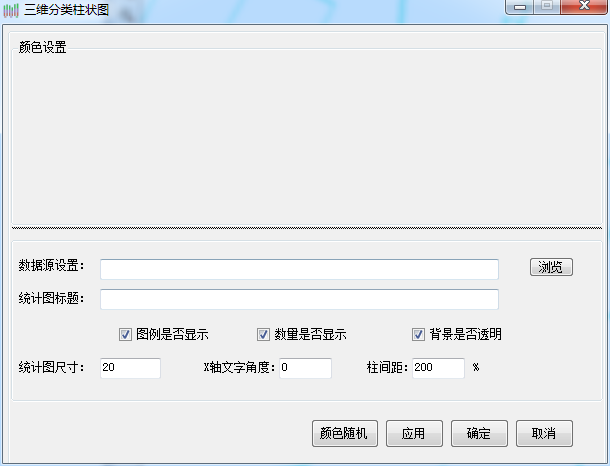 三维分类柱状图
颜色设置
数据源设置： 浏览
统计图标题：
图例是否显示 数量是否显示 背景是否透明
统计图尺寸： 20 X轴文字角度： 0 柱间距： 200 %
颜色随机 应用 确定 取消